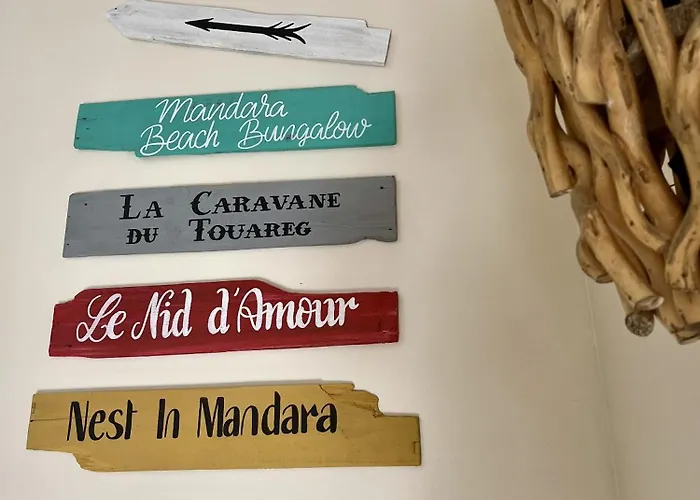 Mandara
Beach Bungalow
La Caravane
du Touareg
Le Nid d'Amour
Nest In Mandara